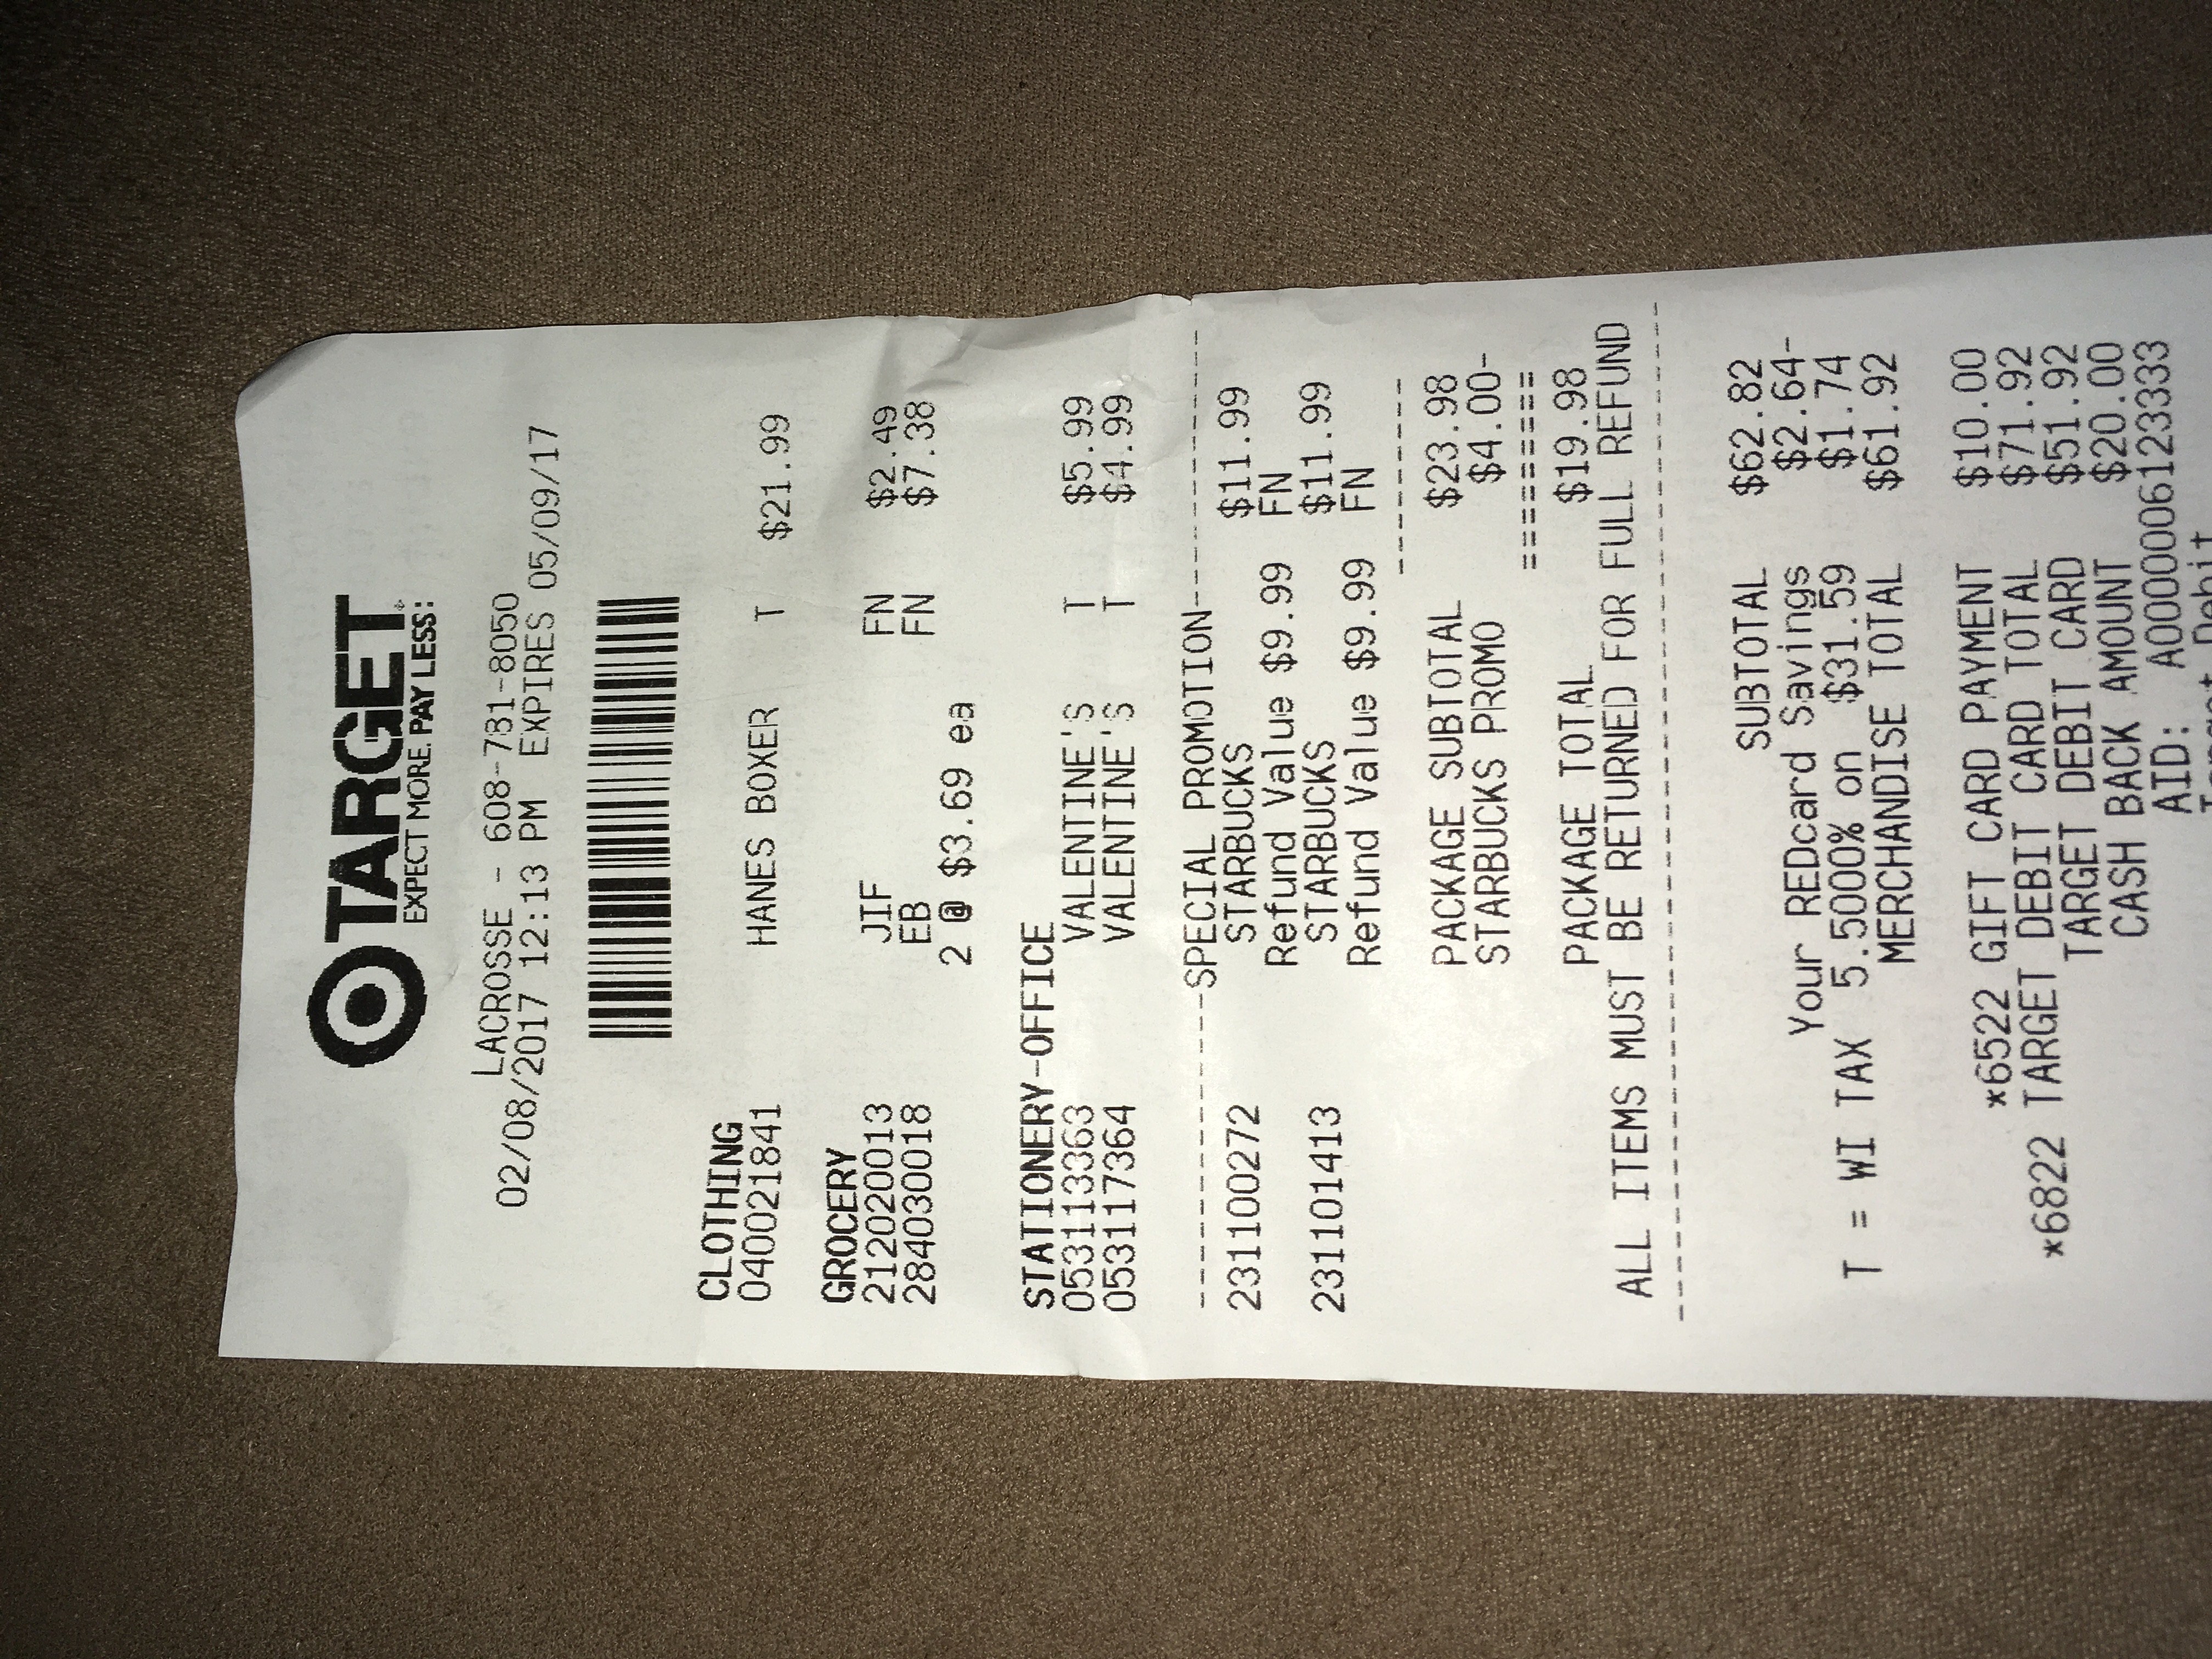 TARGET
EXPECT MORE. PAY LESS.
LACROSSE - 608-781-8050
02/08/2017 12:13 PM EXPIRES 05/09/17
CLOTHING
040021841 HANES BOXER T $21.99
GROCERY
212020013 JIF FN $2.49
284030018 EB FN $7.38
2 @ $3.69 ea
STATIONERY-OFFICE
053113363 VALENTINE'S T $5.99
053117364 VALENTINE'S T $4.99
--------------SPECIAL PROMOTION------------
231100272 STARBUCKS $11.99
Refund Value $9.99 FN
231101413 STARBUCKS $11.99
Refund Value $9.99 FN
---------
PACKAGE SUBTOTAL $23.98
STARBUCKS PROMO $4.00-
=========
PACKAGE TOTAL $19.98
ALL ITEMS MUST BE RETURNED FOR FULL REFUND
--------------------------------------------
SUBTOTAL $62.82
Your REDcard Savings $2.64-
T = WI TAX 5.5000% on $31.59 $1.74
MERCHANDISE TOTAL $61.92
*6522 GIFT CARD PAYMENT $10.00
*6822 TARGET DEBIT CARD TOTAL $71.92
TARGET DEBIT CARD $51.92
CASH BACK AMOUNT $20.00
AID: A0000006123333
Target Debit